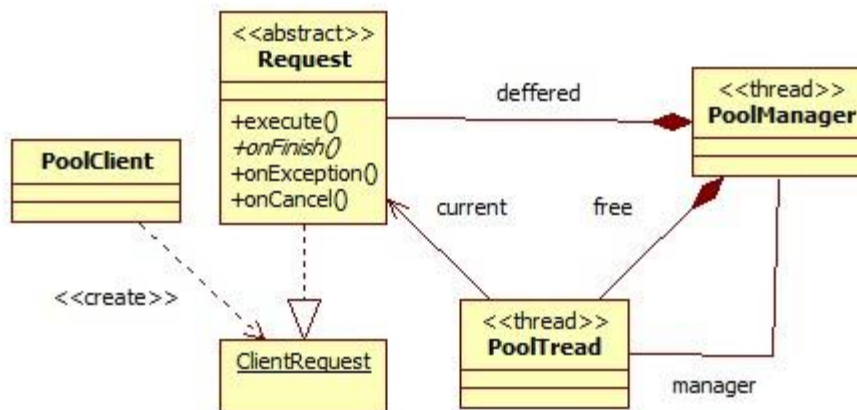 <<abstract>>
Request
+execute()
+onFinish()
+onException()
+onCancel()
deffered
<<thread>>
PoolManager
PoolClient
current
free
<<create>>
<<thread>>
PoolTread
ClientRequest
manager